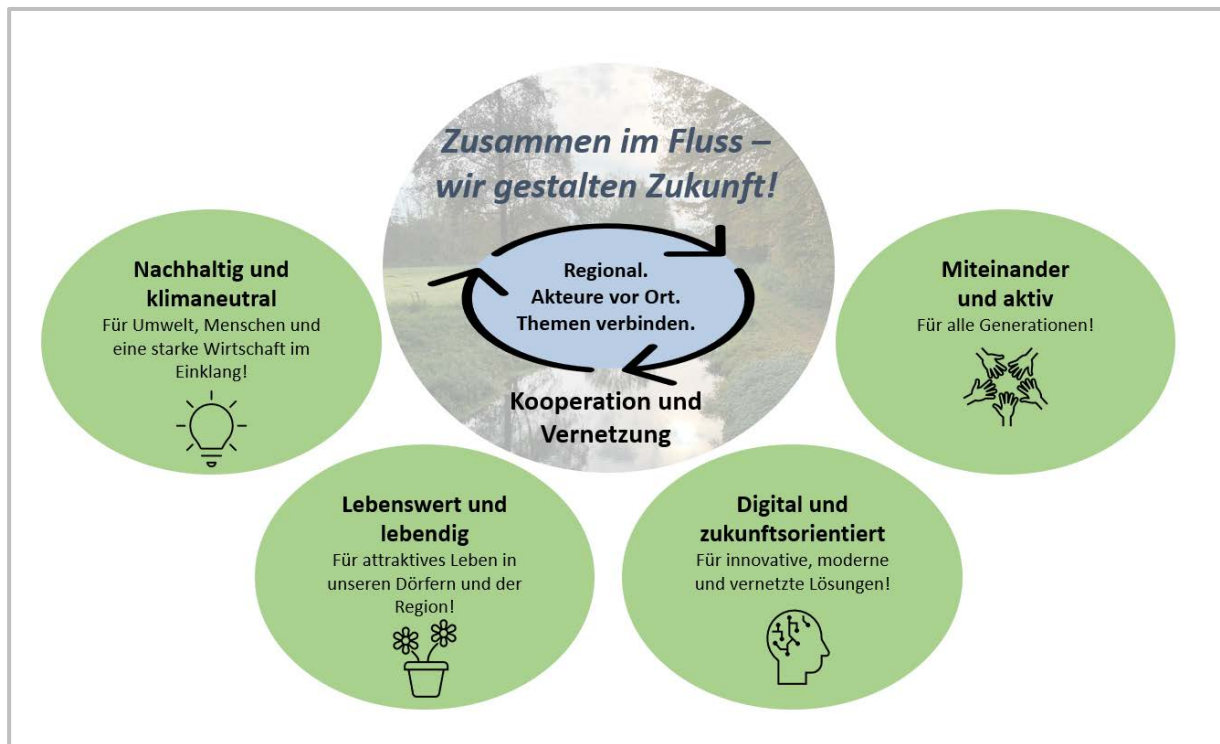 Zusammen im Fluss –
wir gestalten Zukunft!
Regional.
Akteure vor Ort.
Themen verbinden.
Kooperation und
Vernetzung
Nachhaltig und
klimaneutral
Für Umwelt, Menschen und
eine starke Wirtschaft im
Einklang!
Lebenswert und
lebendig
Für attraktives Leben in
unseren Dörfern und der
Region!
Digital und
zukunftsorientiert
Für innovative, moderne
und vernetzte Lösungen!
Miteinander
und aktiv
Für alle Generationen!